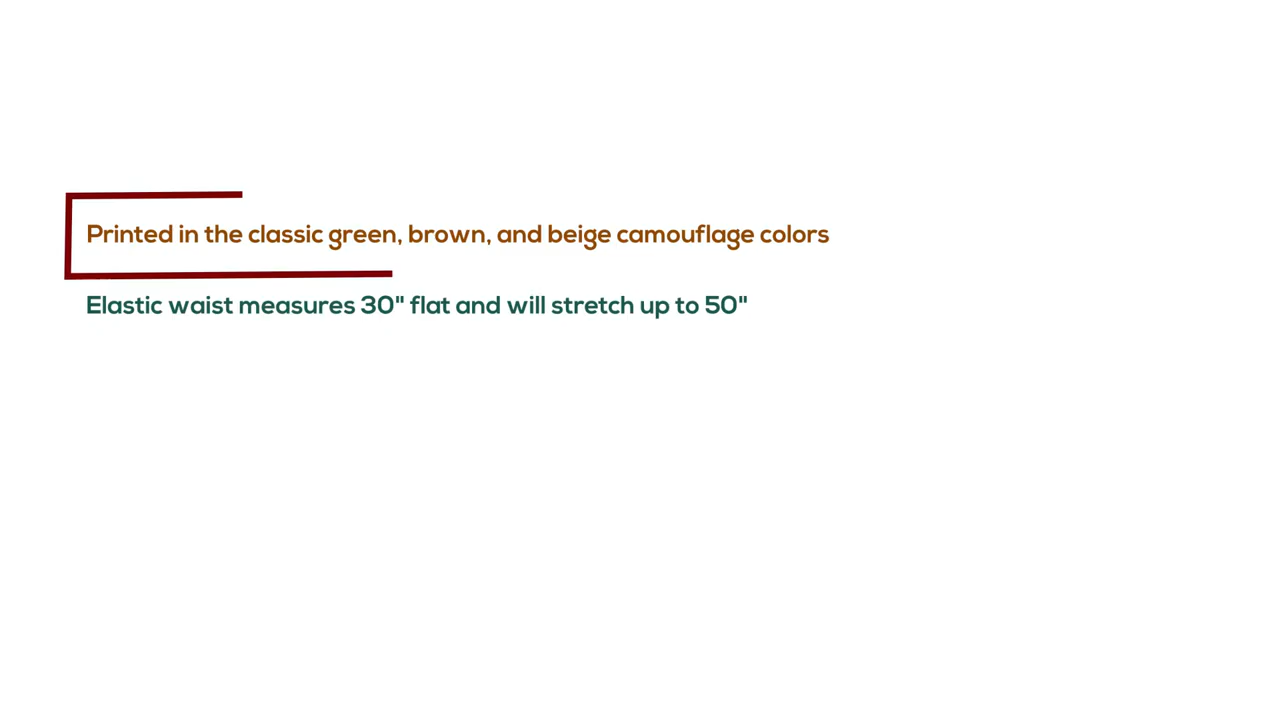 Printed in the classic green, brown, and beige camouflage colors
Elastic waist measures 30" flat and will stretch up to 50"